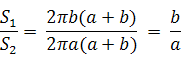 S₁/S₂ = 2πb(a + b)/2πa(a + b) = b/a